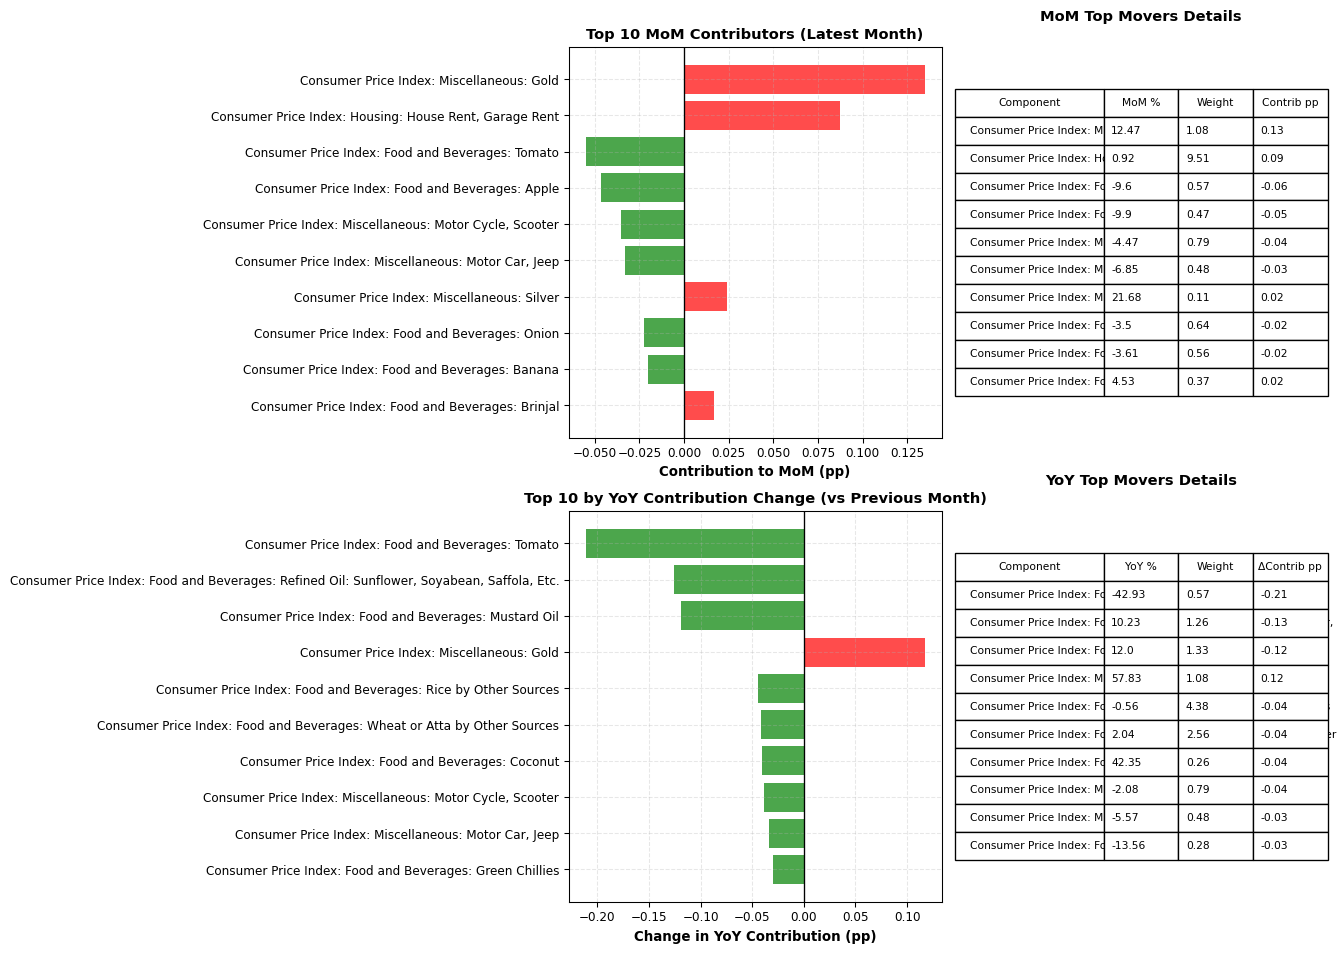 MoM Top Movers Details
Top 10 MoM Contributors (Latest Month)
Consumer Price Index: Miscellaneous: Gold
Consumer Price Index: Housing: House Rent, Garage Rent
Consumer Price Index: Food and Beverages: Tomato
Consumer Price Index: Food and Beverages: Apple
Consumer Price Index: Miscellaneous: Motor Cycle, Scooter
Consumer Price Index: Miscellaneous: Motor Car, Jeep
Consumer Price Index: Miscellaneous: Silver
Consumer Price Index: Food and Beverages: Onion
Consumer Price Index: Food and Beverages: Banana
Consumer Price Index: Food and Beverages: Brinjal
−0.050 −0.025 0.000 0.025 0.050 0.075 0.100 0.125
Contribution to MoM (pp)
Component MoM % Weight Contrib pp
Consumer Price Index: M 12.47 1.08 0.13
Consumer Price Index: Ho 0.92 9.51 0.09
Consumer Price Index: Fo -9.6 0.57 -0.06
Consumer Price Index: Fo -9.9 0.47 -0.05
Consumer Price Index: M -4.47 0.79 -0.04
Consumer Price Index: M -6.85 0.48 -0.03
Consumer Price Index: M 21.68 0.11 0.02
Consumer Price Index: Fo -3.5 0.64 -0.02
Consumer Price Index: Fo -3.61 0.56 -0.02
Consumer Price Index: Fo 4.53 0.37 0.02
YoY Top Movers Details
Top 10 by YoY Contribution Change (vs Previous Month)
Consumer Price Index: Food and Beverages: Tomato
Consumer Price Index: Food and Beverages: Refined Oil: Sunflower, Soyabean, Saffola, Etc.
Consumer Price Index: Food and Beverages: Mustard Oil
Consumer Price Index: Miscellaneous: Gold
Consumer Price Index: Food and Beverages: Rice by Other Sources
Consumer Price Index: Food and Beverages: Wheat or Atta by Other Sources
Consumer Price Index: Food and Beverages: Coconut
Consumer Price Index: Miscellaneous: Motor Cycle, Scooter
Consumer Price Index: Miscellaneous: Motor Car, Jeep
Consumer Price Index: Food and Beverages: Green Chillies
−0.20 −0.15 −0.10 −0.05 0.00 0.05 0.10
Change in YoY Contribution (pp)
Component YoY % Weight ΔContrib pp
Consumer Price Index: Fo -42.93 0.57 -0.21
Consumer Price Index: Fo 10.23 1.26 -0.13
Consumer Price Index: Fo 12.0 1.33 -0.12
Consumer Price Index: M 57.83 1.08 0.12
Consumer Price Index: Fo -0.56 4.38 -0.04
Consumer Price Index: Fo 2.04 2.56 -0.04
Consumer Price Index: Fo 42.35 0.26 -0.04
Consumer Price Index: M -2.08 0.79 -0.04
Consumer Price Index: M -5.57 0.48 -0.03
Consumer Price Index: Fo -13.56 0.28 -0.03